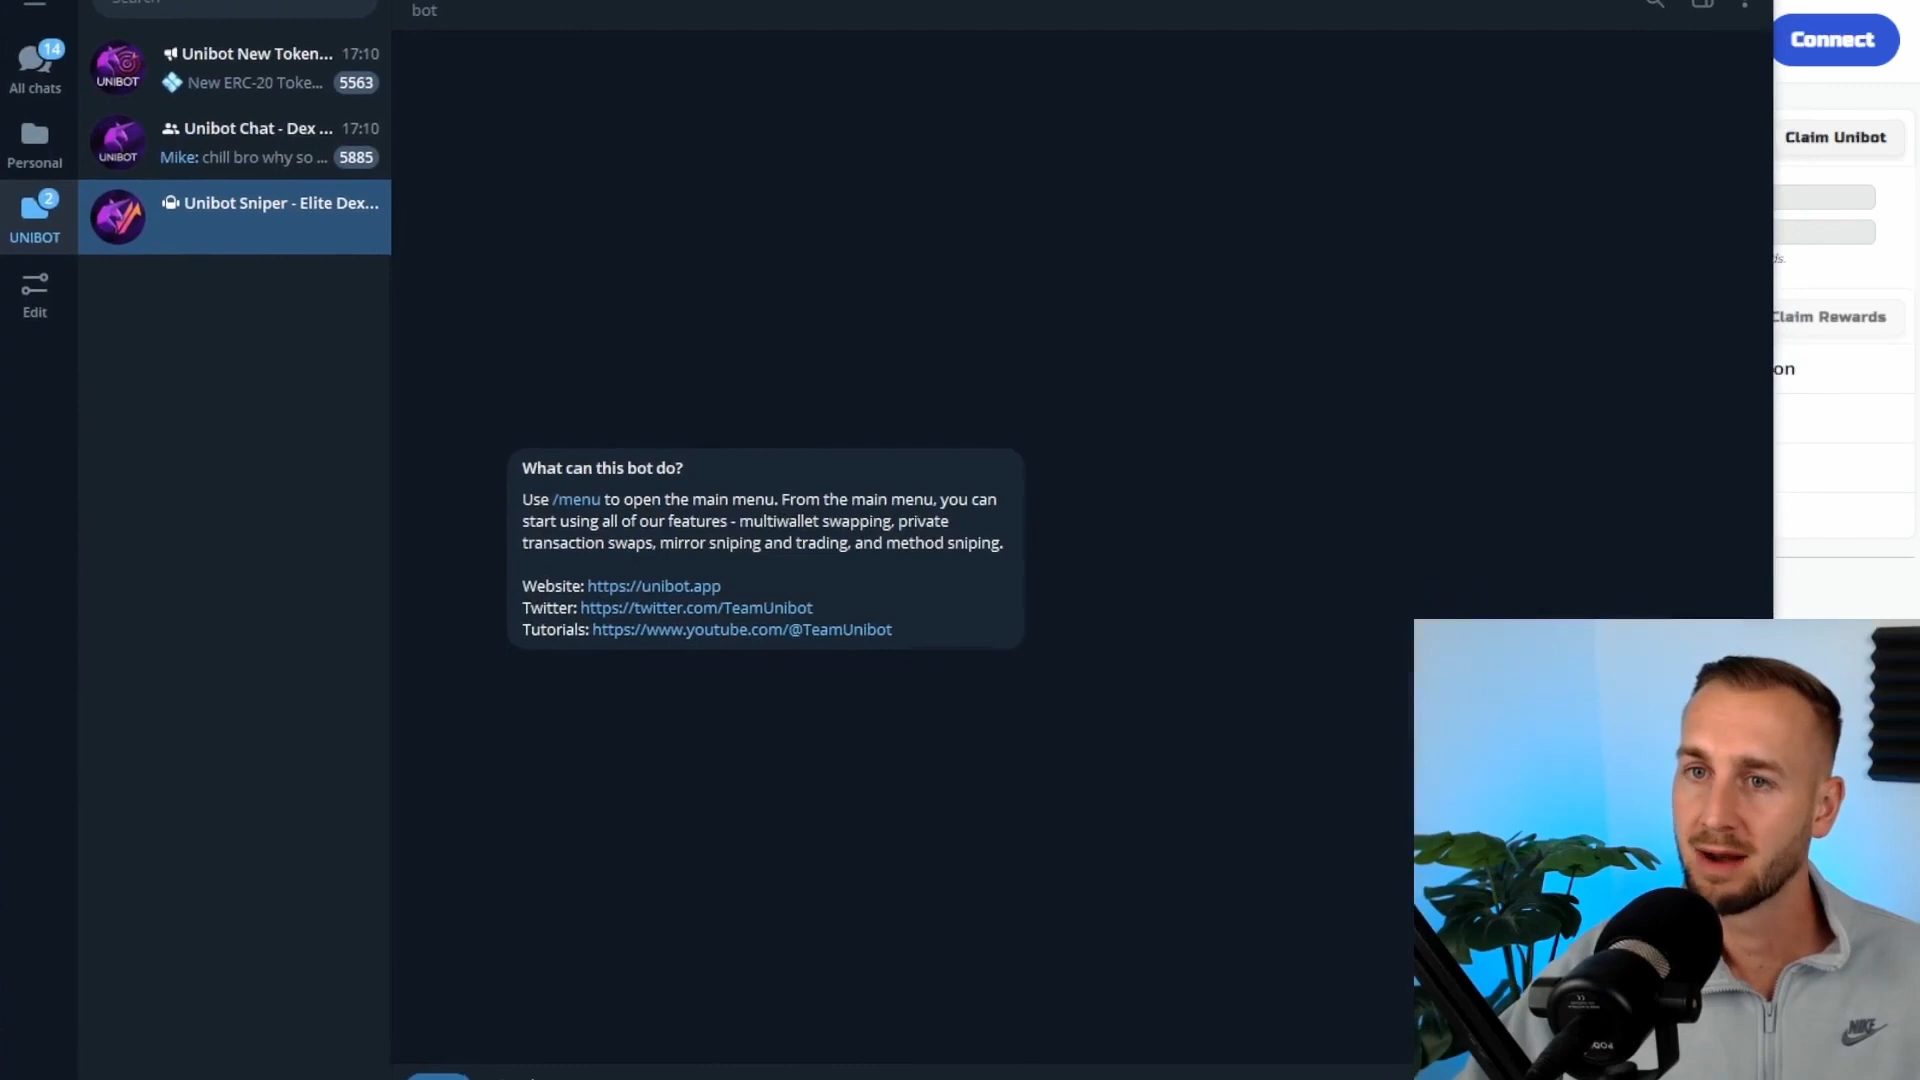 bot
Connect
14
All chats
UNIBOT
Unibot New Token... 17:10
New ERC-20 Toke... 5563
Personal
UNIBOT
Unibot Chat - Dex ... 17:10
Mike: chill bro why so ... 5885
2
UNIBOT
Unibot Sniper - Elite Dex...
Edit
Claim Unibot
ds.
Claim Rewards
on
What can this bot do?
Use /menu to open the main menu. From the main menu, you can
start using all of our features - multiwallet swapping, private
transaction swaps, mirror sniping and trading, and method sniping.
Website: https://unibot.app
Twitter: https://twitter.com/TeamUnibot
Tutorials: https://www.youtube.com/@TeamUnibot
NIKE